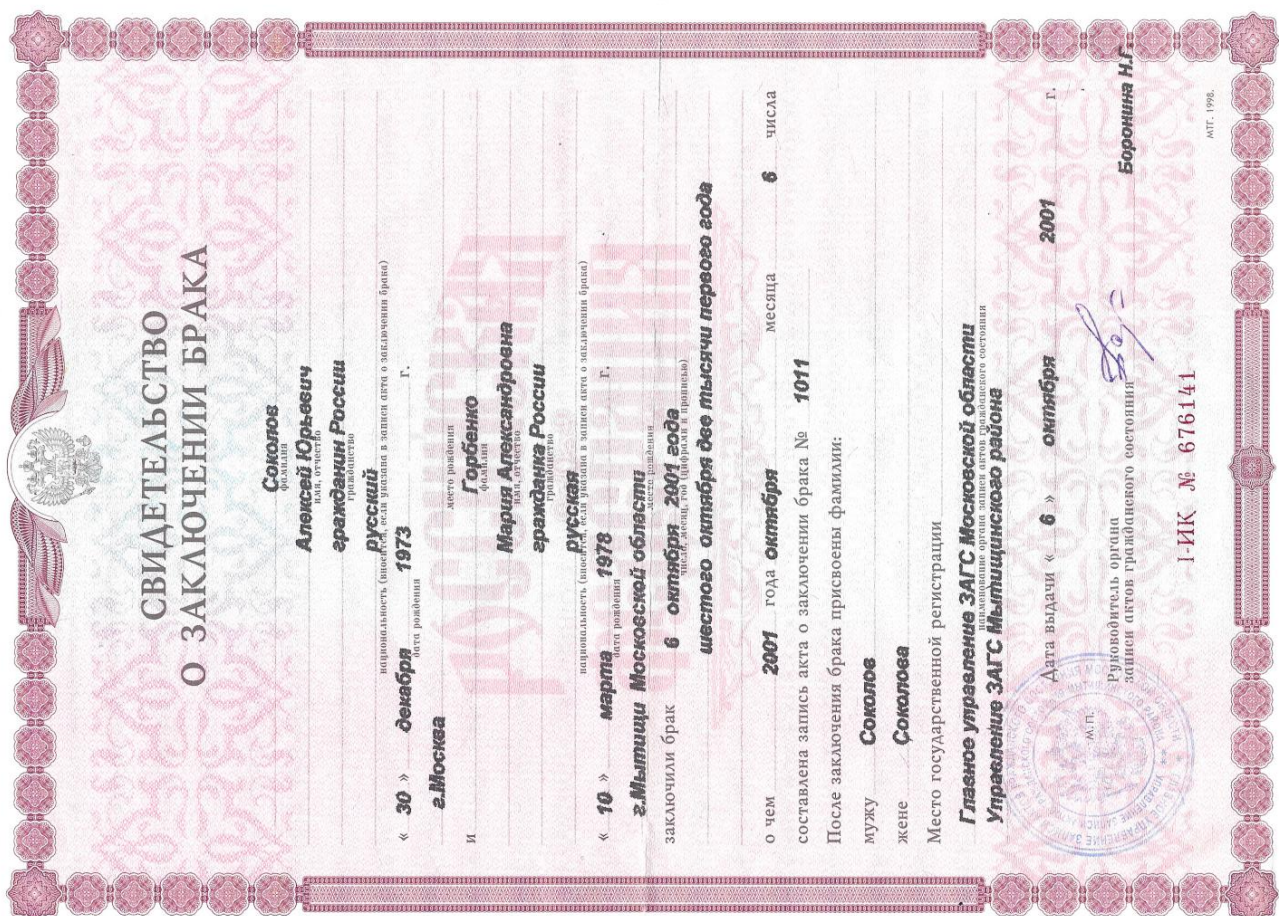 СВИДЕТЕЛЬСТВО
О ЗАКЛЮЧЕНИИ БРАКА
Соколов
фамилия
Алексей Юрьевич
имя, отчество
гражданин России
гражданство
русский
национальность (вносится, если указана в записи акта о заключении брака)
« 30 » декабря 1973 г.
дата рождения
г.Москва
место рождения
и Горбенко
фамилия
Мария Александровна
имя, отчество
гражданка России
гражданство
русская
национальность (вносится, если указана в записи акта о заключении брака)
« 10 » марта 1978 г.
дата рождения
г.Мытищи Московской области
место рождения
заключили брак 6 октября 2001 года
число, месяц, год (цифрами и прописью)
шестого октября две тысячи первого года
о чем 2001 года октября месяца 6 числа
составлена запись акта о заключении брака № 1011
После заключения брака присвоены фамилии:
мужу Соколов
жене Соколова
Место государственной регистрации
Главное управление ЗАГС Московской области
наименование органа записи актов гражданского состояния
Управление ЗАГС Мытищинского района
Дата выдачи « 6 » октября 2001 г.
М.П.
Руководитель органа
записи актов гражданского состояния
Боронина Н.Г.
I-ИК № 676141
МТГ. 1998.
РОССИЙСКАЯ
ФЕДЕРАЦИЯ